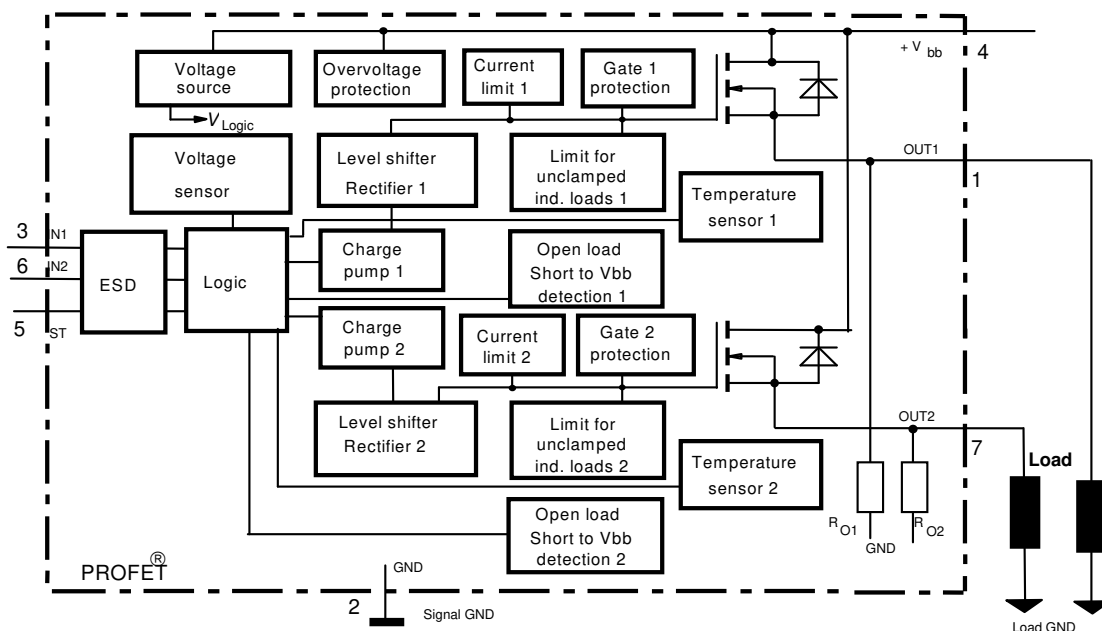 + V bb
4
Voltage
source
Overvoltage
protection
Current
limit 1
Gate 1
protection
V Logic
Voltage
sensor
Level shifter
Rectifier 1
Limit for
unclamped
ind. loads 1
OUT1
1
Temperature
sensor 1
3
IN1
6
IN2
5
ST
ESD
Logic
Charge
pump 1
Open load
Short to Vbb
detection 1
Charge
pump 2
Current
limit 2
Gate 2
protection
Level shifter
Rectifier 2
Limit for
unclamped
ind. loads 2
OUT2
7
Temperature
sensor 2
Load
R O1
GND
R O2
Open load
Short to Vbb
detection 2
PROFET®
GND
2
Signal GND
Load GND